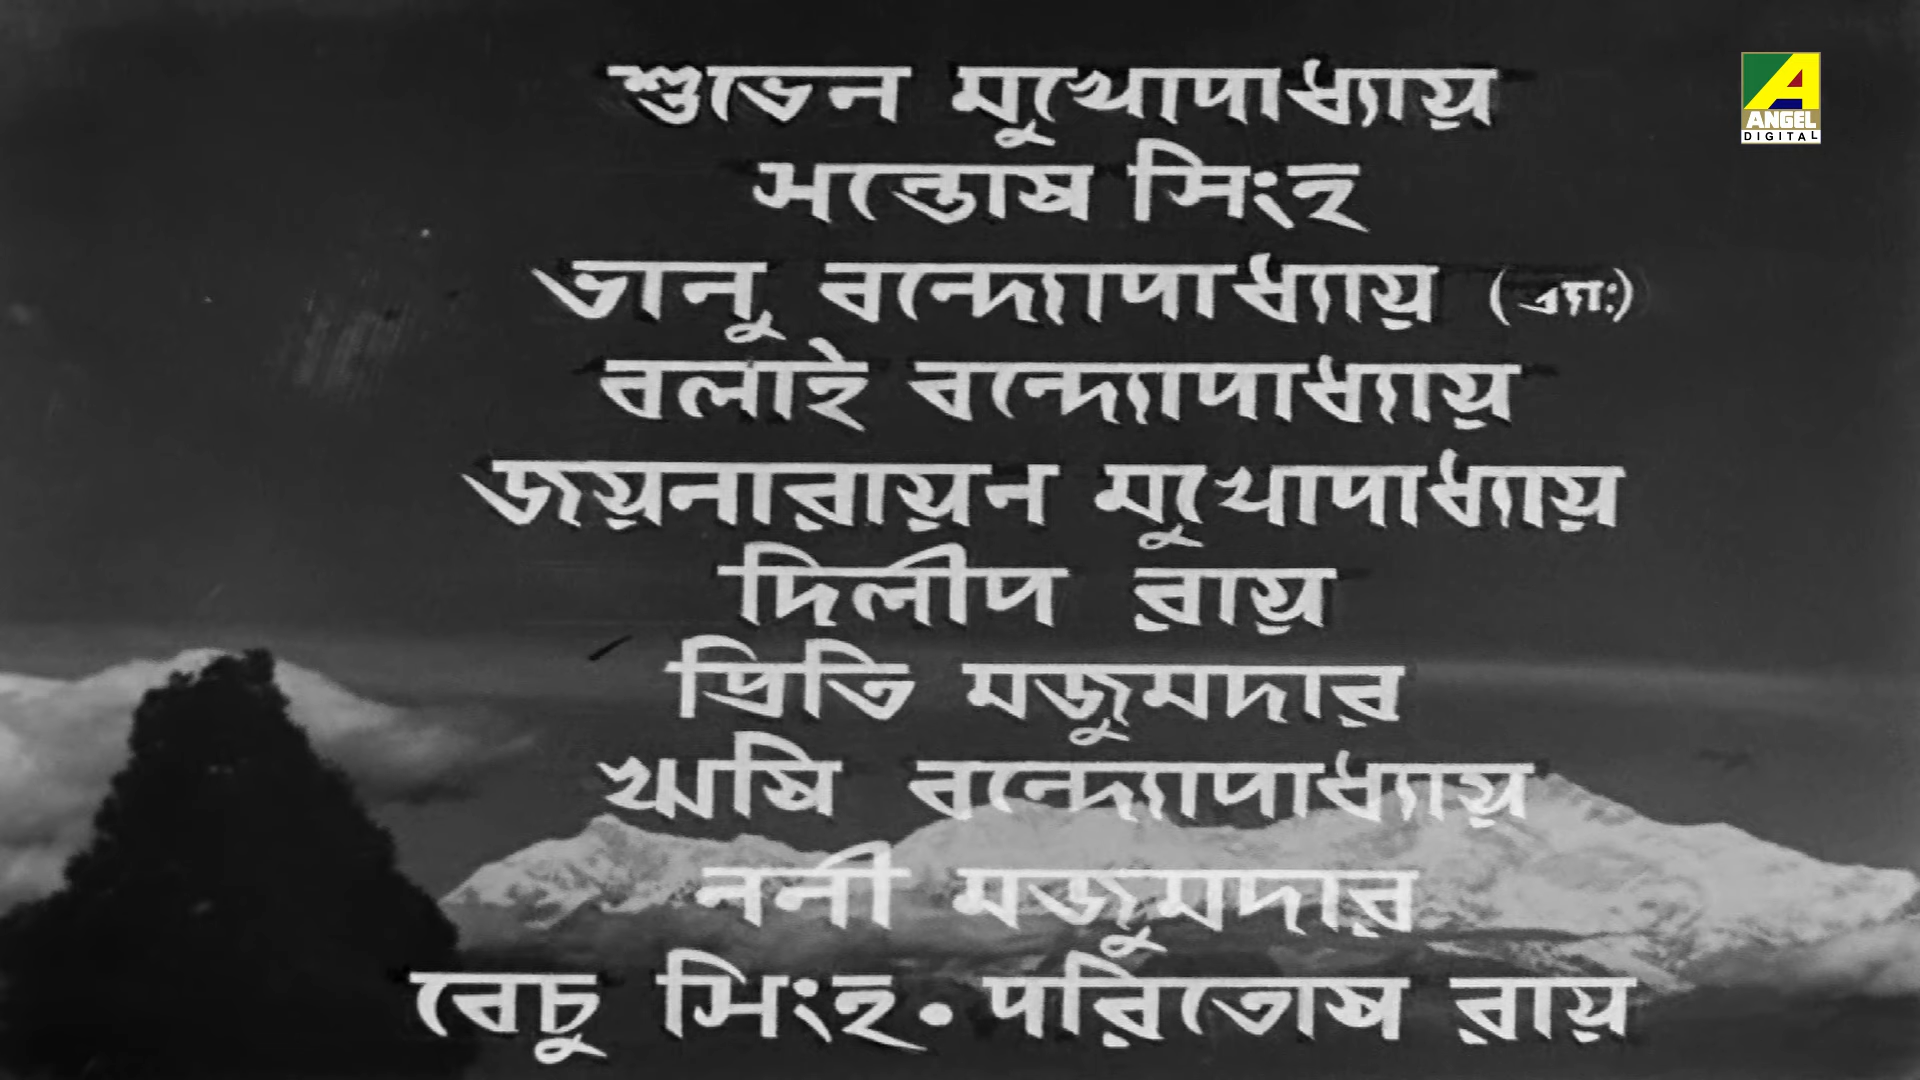 শুভেন মুখোপাধ্যায়
সন্তোষ সিংহ
ভানু বন্দ্যোপাধ্যায় (এ্যাঃ)
বলাই বন্দ্যোপাধ্যায়
জয়নারায়ন মুখোপাধ্যায়
দিলীপ রায়
প্রিতি মজুমদার
ঋষি বন্দ্যোপাধ্যায়
ননী মজুমদার
বেচু সিংহ • পরিতোষ রায়
ANGEL
DIGITAL